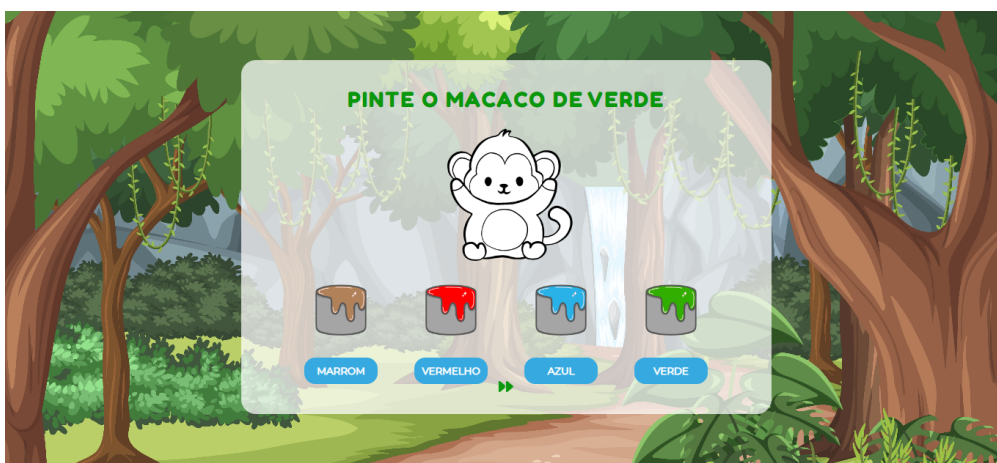 PINTE O MACACO DE VERDE
MARROM
VERMELHO
AZUL
VERDE